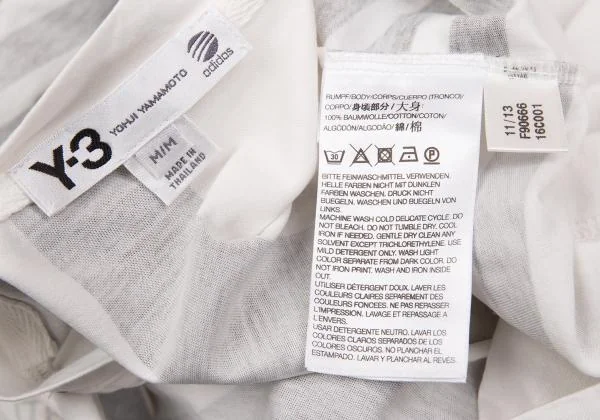 adidas
Y-3 YOHJI YAMAMOTO
M/M
MADE IN
THAILAND
RUMPF/BODY/CORPS/CUERPO (TRONCO)/
CORPO/身頃部分/大身
100% BAUMWOLLE/COTTON/COTON/
ALGODÓN/ALGODÃO/綿/棉
30
P
BITTE FEINWASCHMITTEL VERWENDEN.
HELLE FARBEN NICHT MIT DUNKLEN
FARBEN WASCHEN. DRUCK NICHT
BUEGELN. WASCHEN UND BUEGELN VON
LINKS.
MACHINE WASH COLD DELICATE CYCLE. DO
NOT BLEACH. DO NOT TUMBLE DRY. COOL
IRON IF NEEDED. GENTLE DRY CLEAN ANY
SOLVENT EXCEPT TRICHLORETHYLENE. USE
MILD DETERGENT ONLY. WASH LIGHT
COLOR SEPARATE FROM DARK COLOR. DO
NOT IRON PRINT. WASH AND IRON INSIDE
OUT.
UTILISER DÉTERGENT DOUX. LAVER LES
COULEURS CLAIRES SEPAREMENT DES
COULEURS FONCEES. NE PAS REPASSER
L'IMPRESSION. LAVAGE ET REPASSAGE A
L'ENVERS.
USAR DETERGENTE NEUTRO. LAVAR LOS
COLORES CLAROS SEPARADOS DE LOS
COLORES OSCUROS. NO PLANCHAR EL
ESTAMPADO. LAVAR Y PLANCHAR AL REVÉS.
11/13
F90666
16C001